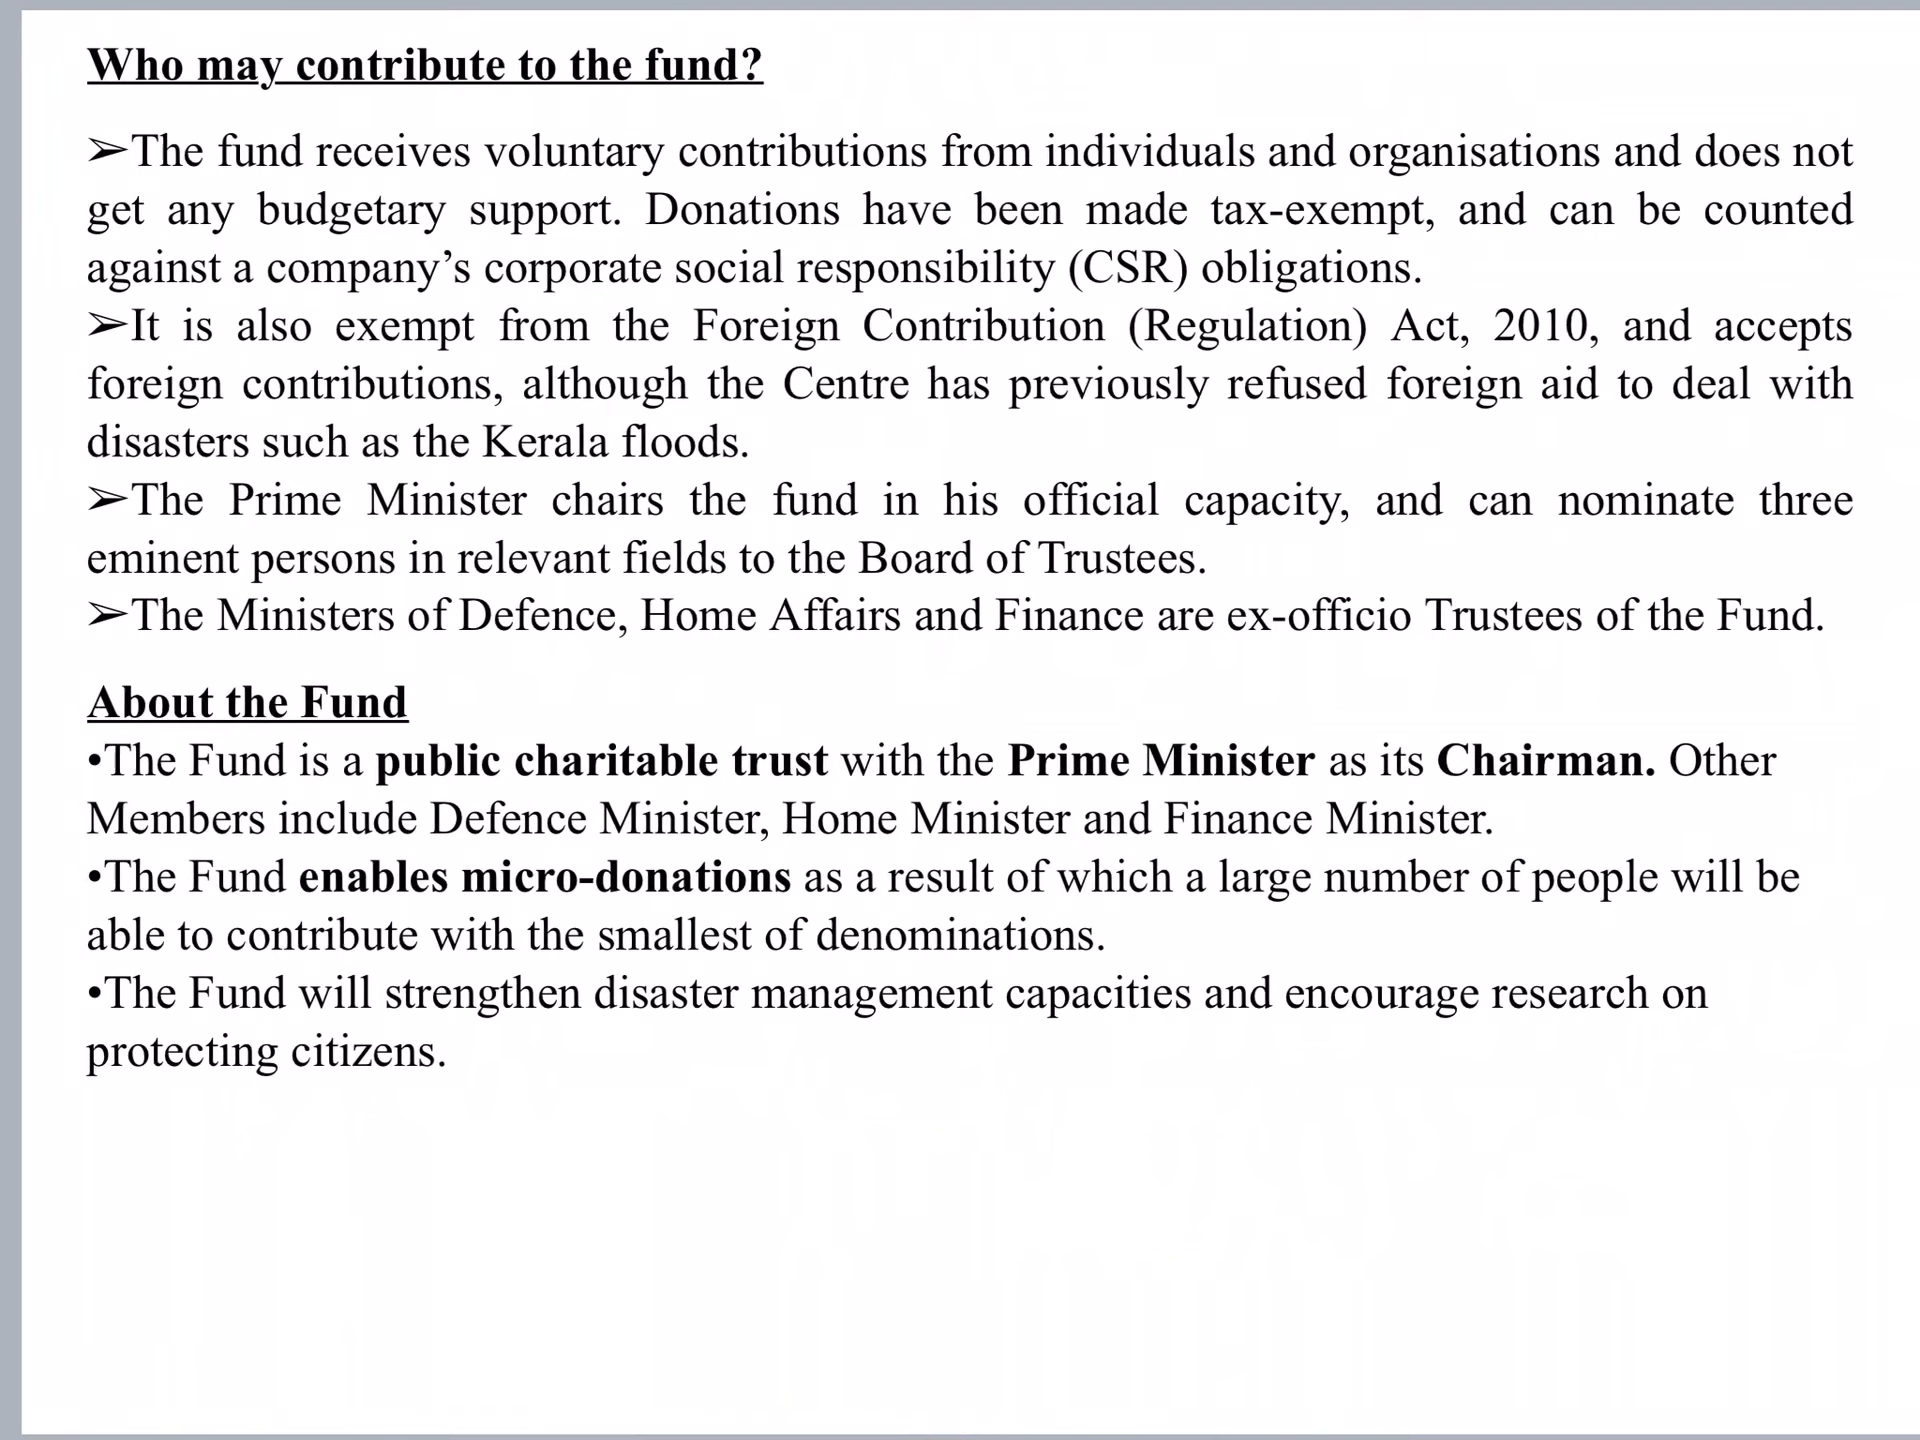 Who may contribute to the fund?
➢The fund receives voluntary contributions from individuals and organisations and does not
get any budgetary support. Donations have been made tax-exempt, and can be counted
against a company’s corporate social responsibility (CSR) obligations.
➢It is also exempt from the Foreign Contribution (Regulation) Act, 2010, and accepts
foreign contributions, although the Centre has previously refused foreign aid to deal with
disasters such as the Kerala floods.
➢The Prime Minister chairs the fund in his official capacity, and can nominate three
eminent persons in relevant fields to the Board of Trustees.
➢The Ministers of Defence, Home Affairs and Finance are ex-officio Trustees of the Fund.
About the Fund
•The Fund is a public charitable trust with the Prime Minister as its Chairman. Other
Members include Defence Minister, Home Minister and Finance Minister.
•The Fund enables micro-donations as a result of which a large number of people will be
able to contribute with the smallest of denominations.
•The Fund will strengthen disaster management capacities and encourage research on
protecting citizens.